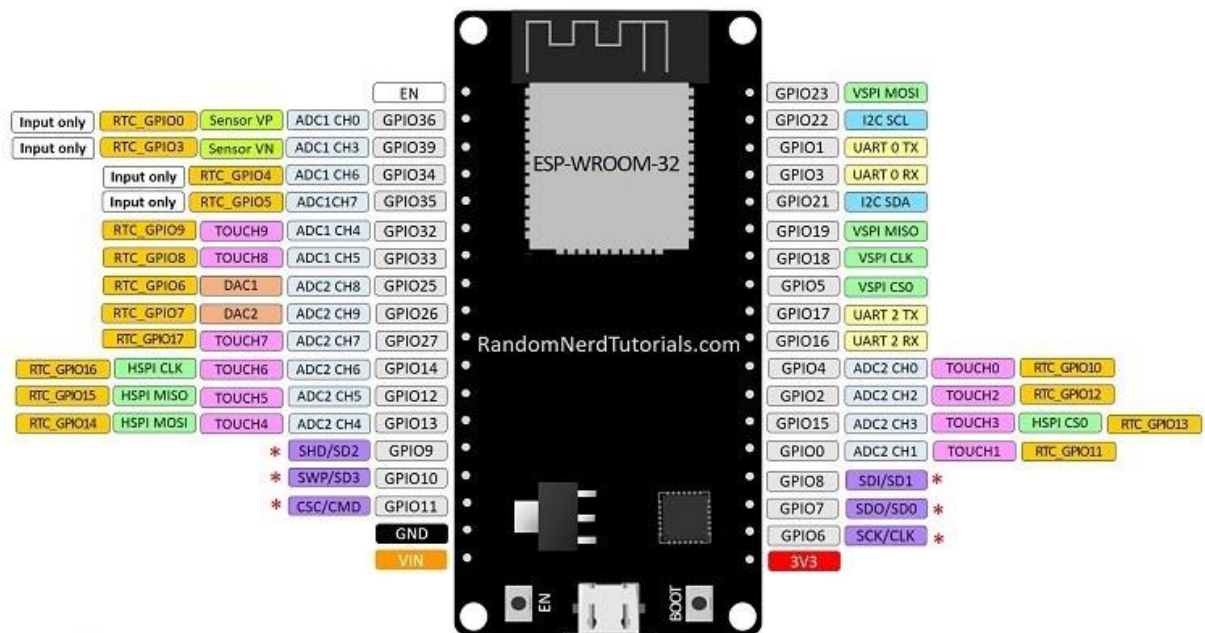 EN GPIO23 VSPI MOSI
Input only RTC_GPIO0 Sensor VP ADC1 CH0 GPIO36 GPIO22 I2C SCL
Input only RTC_GPIO3 Sensor VN ADC1 CH3 GPIO39 GPIO1 UART 0 TX
Input only RTC_GPIO4 ADC1 CH6 GPIO34 ESP-WROOM-32 GPIO3 UART 0 RX
Input only RTC_GPIO5 ADC1CH7 GPIO35 GPIO21 I2C SDA
RTC_GPIO9 TOUCH9 ADC1 CH4 GPIO32 GPIO19 VSPI MISO
RTC_GPIO8 TOUCH8 ADC1 CH5 GPIO33 GPIO18 VSPI CLK
RTC_GPIO6 DAC1 ADC2 CH8 GPIO25 GPIO5 VSPI CS0
RTC_GPIO7 DAC2 ADC2 CH9 GPIO26 GPIO17 UART 2 TX
RTC_GPIO17 TOUCH7 ADC2 CH7 GPIO27 RandomNerdTutorials.com GPIO16 UART 2 RX
RTC_GPIO16 HSPI CLK TOUCH6 ADC2 CH6 GPIO14 GPIO4 ADC2 CH0 TOUCH0 RTC_GPIO10
RTC_GPIO15 HSPI MISO TOUCH5 ADC2 CH5 GPIO12 GPIO2 ADC2 CH2 TOUCH2 RTC_GPIO12
RTC_GPIO14 HSPI MOSI TOUCH4 ADC2 CH4 GPIO13 GPIO15 ADC2 CH3 TOUCH3 HSPI CS0 RTC_GPIO13
* SHD/SD2 GPIO9 GPIO0 ADC2 CH1 TOUCH1 RTC_GPIO11
* SWP/SD3 GPIO10 GPIO8 SDI/SD1 *
* CSC/CMD GPIO11 GPIO7 SDO/SD0 *
GND GPIO6 SCK/CLK *
VIN 3V3
EN BOOT